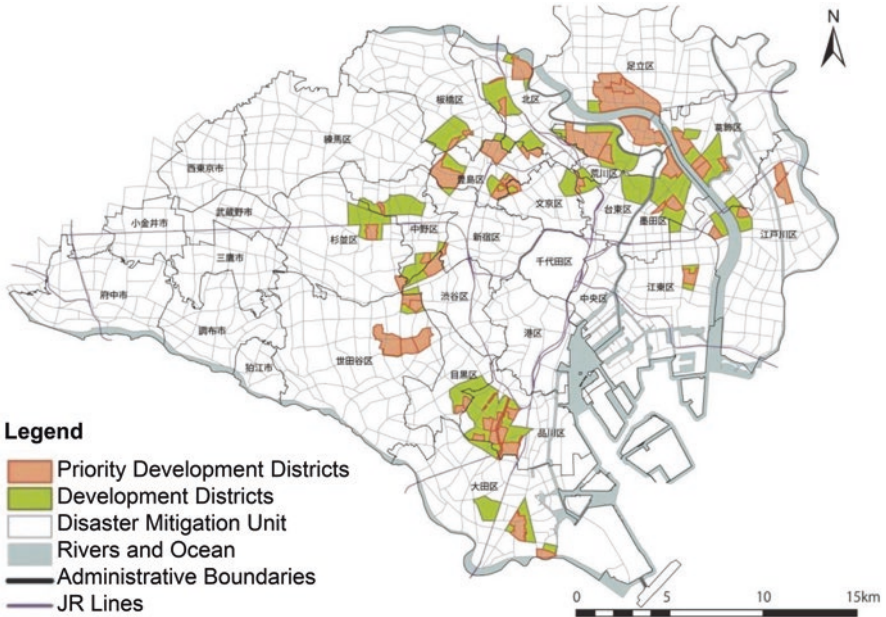 N
足立区
板橋区
北区
葛飾区
練馬区
西東京市
豊島区
荒川区
文京区
台東区
武蔵野市
小金井市
墨田区
中野区
新宿区
杉並区
江戸川区
三鷹市
千代田区
府中市
渋谷区
江東区
中央区
調布市
港区
世田谷区
狛江市
目黒区
品川区
大田区
Legend
Priority Development Districts
Development Districts
Disaster Mitigation Unit
Rivers and Ocean
Administrative Boundaries
JR Lines
0 5 10 15km